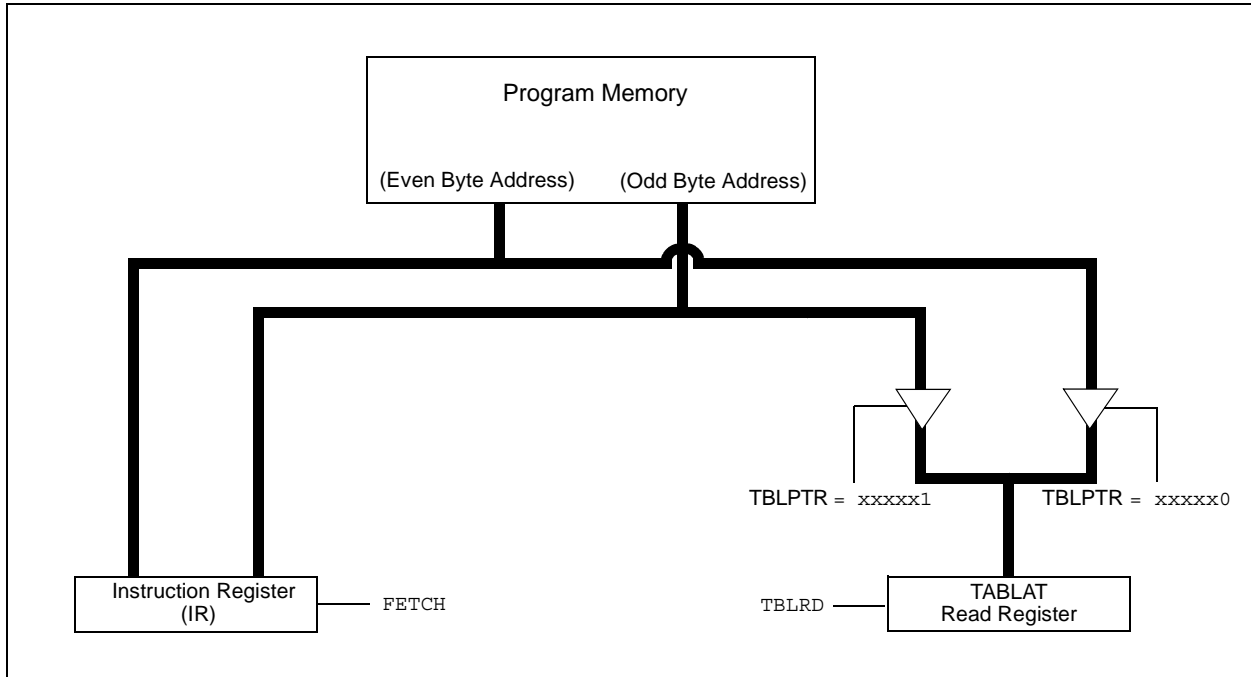 Program Memory
(Even Byte Address) (Odd Byte Address)
TBLPTR = xxxxx1
TBLPTR = xxxxx0
Instruction Register
(IR)
FETCH
TBLRD
TABLAT
Read Register